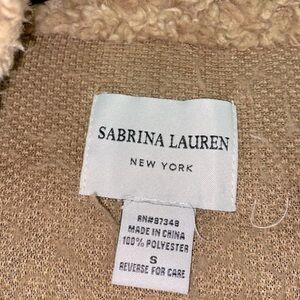 SABRINA LAUREN
NEW YORK
RN#87348
MADE IN CHINA
100% POLYESTER
S
REVERSE FOR CARE